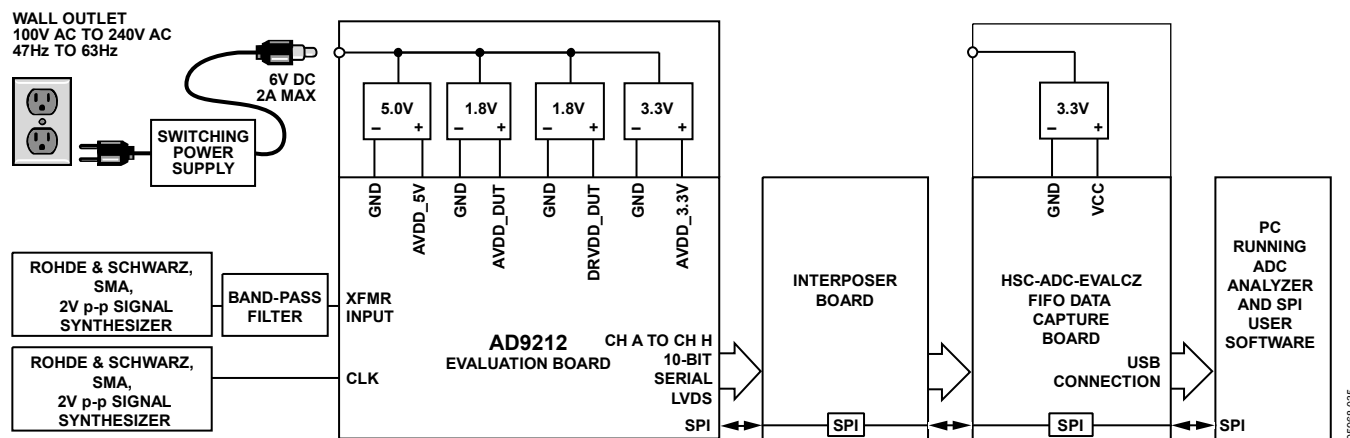 WALL OUTLET
100V AC TO 240V AC
47Hz TO 63Hz
6V DC
2A MAX
SWITCHING
POWER
SUPPLY
5.0V
– +
1.8V
– +
1.8V
– +
3.3V
– +
3.3V
– +
GND
AVDD_5V
GND
AVDD_DUT
GND
DRVDD_DUT
GND
AVDD_3.3V
GND
VCC
ROHDE & SCHWARZ,
SMA,
2V p-p SIGNAL
SYNTHESIZER
BAND-PASS
FILTER
XFMR
INPUT
ROHDE & SCHWARZ,
SMA,
2V p-p SIGNAL
SYNTHESIZER
CLK
AD9212
EVALUATION BOARD
CH A TO CH H
10-BIT
SERIAL
LVDS
SPI
INTERPOSER
BOARD
SPI
HSC-ADC-EVALCZ
FIFO DATA
CAPTURE
BOARD
USB
CONNECTION
SPI
PC
RUNNING
ADC
ANALYZER
AND SPI
USER
SOFTWARE
SPI